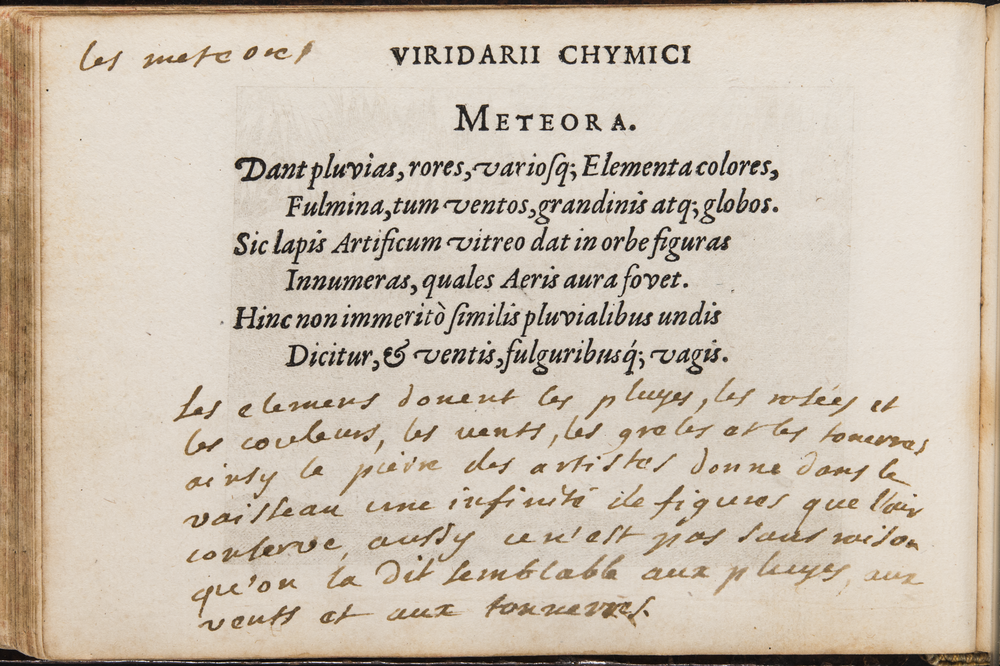 les meteores
VIRIDARII CHYMICI
METEORA.
Dant pluvias, rores, variosq; Elementa colores,
Fulmina, tum ventos, grandinis atq; globos.
Sic lapis Artificum vitreo dat in orbe figuras
Innumeras, quales Aeris aura fovet.
Hinc non immeritò ſimilis pluvialibus undis
Dicitur, & ventis, fulguribusq́; vagis.
Les elemens donent les pluyes, les rosées et
les couleurs, les vents, les greles et les tonerres
ainsy la pierre des artistes donne dans le
vaisseau une infinité de figures que l'air
conserve, aussy ce n'est pas sans raison
qu'on la dit semblable aux pluyes, aux
vents et aux tonnerres.